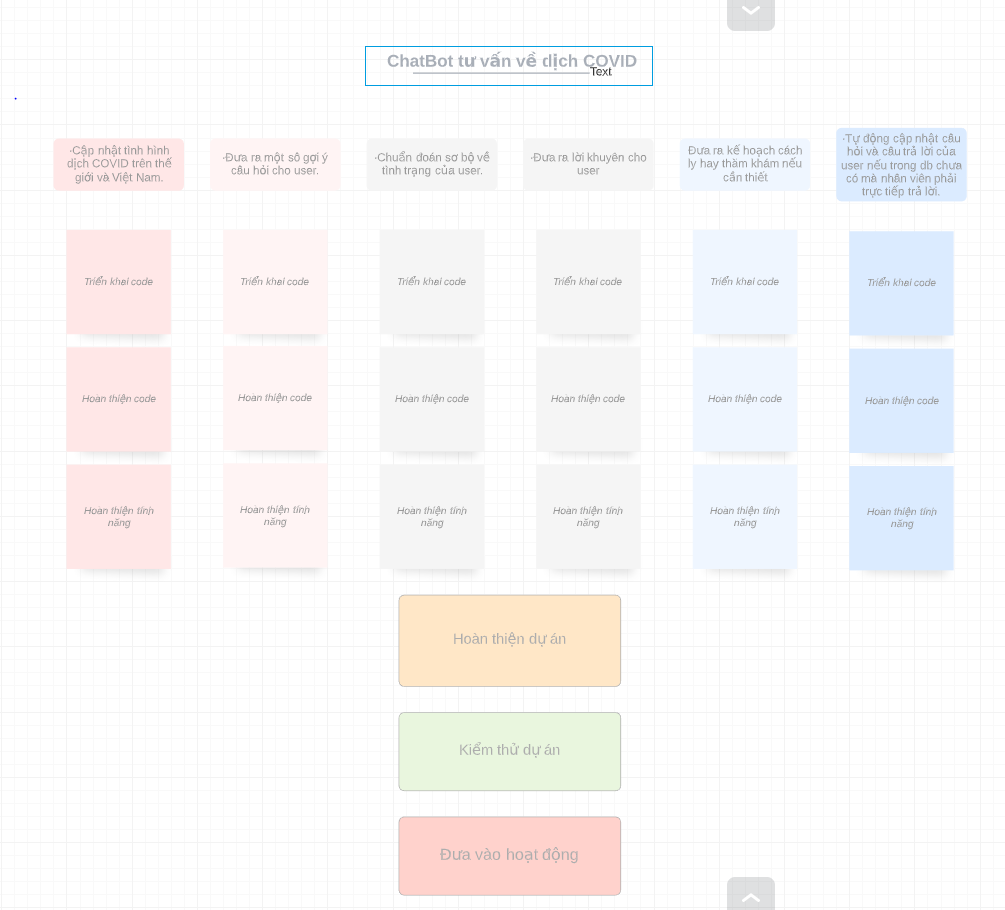 ChatBot tư vấn về dịch COVID
Text
·Cập nhật tình hình
dịch COVID trên thế
giới và Việt Nam.
·Đưa ra một số gợi ý
câu hỏi cho user.
·Chuẩn đoán sơ bộ về
tình trạng của user.
·Đưa ra lời khuyên cho
user
Đưa ra kế hoạch cách
ly hay thăm khám nếu
cần thiết
·Tự động cập nhật câu
hỏi và câu trả lời của
user nếu trong db chưa
có mà nhân viên phải
trực tiếp trả lời.
Triển khai code
Triển khai code
Triển khai code
Triển khai code
Triển khai code
Triển khai code
Hoàn thiện code
Hoàn thiện code
Hoàn thiện code
Hoàn thiện code
Hoàn thiện code
Hoàn thiện code
Hoàn thiện tính
năng
Hoàn thiện tính
năng
Hoàn thiện tính
năng
Hoàn thiện tính
năng
Hoàn thiện tính
năng
Hoàn thiện tính
năng
Hoàn thiện dự án
Kiểm thử dự án
Đưa vào hoạt động